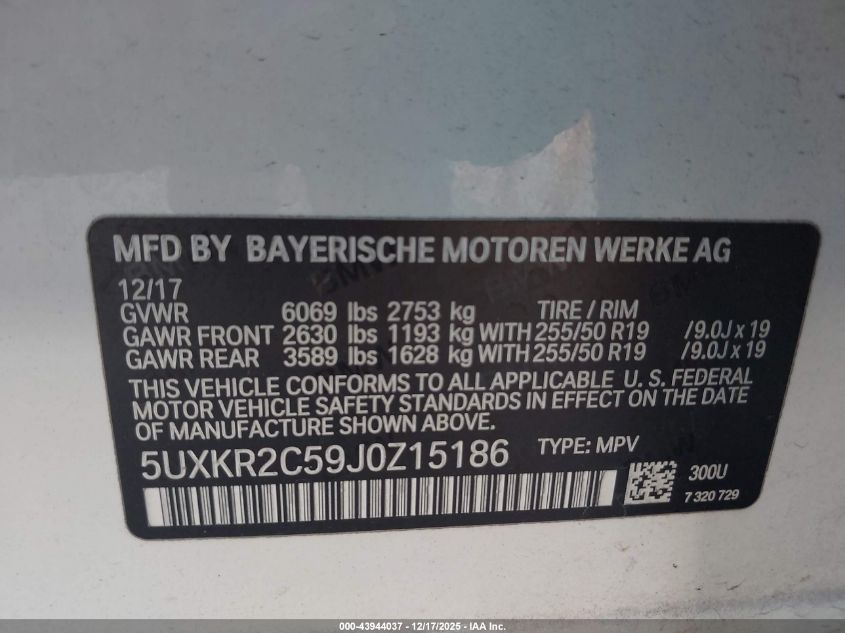 MFD BY BAYERISCHE MOTOREN WERKE AG
12/17
GVWR 6069 lbs 2753 kg TIRE / RIM
GAWR FRONT 2630 lbs 1193 kg WITH 255/50 R19 /9.0J x 19
GAWR REAR 3589 lbs 1628 kg WITH 255/50 R19 /9.0J x 19
THIS VEHICLE CONFORMS TO ALL APPLICABLE U. S. FEDERAL
MOTOR VEHICLE SAFETY STANDARDS IN EFFECT ON THE DATE
OF MANUFACTURE SHOWN ABOVE.
5UXKR2C59J0Z15186 TYPE: MPV
300U
7 320 729
000-43944037 - 12/17/2025 - IAA Inc.